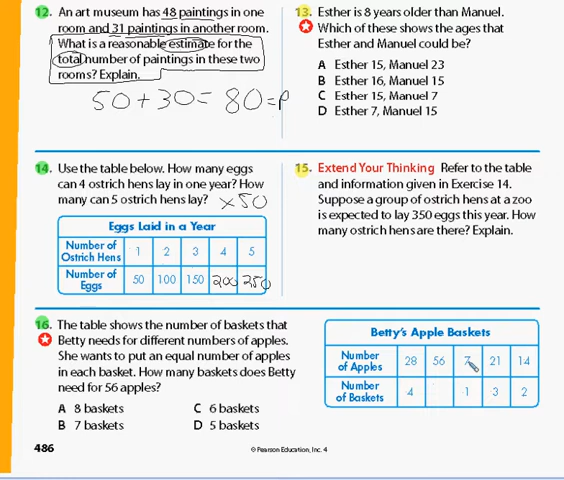 12. An art museum has 48 paintings in one
room and 31 paintings in another room.
What is a reasonable estimate for the
total number of paintings in these two
rooms? Explain.
50 + 30 = 80 = p
13. Esther is 8 years older than Manuel.
Which of these shows the ages that
Esther and Manuel could be?
A Esther 15, Manuel 23
B Esther 16, Manuel 15
C Esther 15, Manuel 7
D Esther 7, Manuel 15
14. Use the table below. How many eggs
can 4 ostrich hens lay in one year? How
many can 5 ostrich hens lay? x50
Eggs Laid in a Year
Number of Ostrich Hens 1 2 3 4 5
Number of Eggs 50 100 150 200 250
15. Extend Your Thinking Refer to the table
and information given in Exercise 14.
Suppose a group of ostrich hens at a zoo
is expected to lay 350 eggs this year. How
many ostrich hens are there? Explain.
16. The table shows the number of baskets that
Betty needs for different numbers of apples.
She wants to put an equal number of apples
in each basket. How many baskets does Betty
need for 56 apples?
A 8 baskets
B 7 baskets
C 6 baskets
D 5 baskets
Betty's Apple Baskets
Number of Apples 28 56 7 21 14
Number of Baskets 4 1 3 2
486
© Pearson Education, Inc. 4